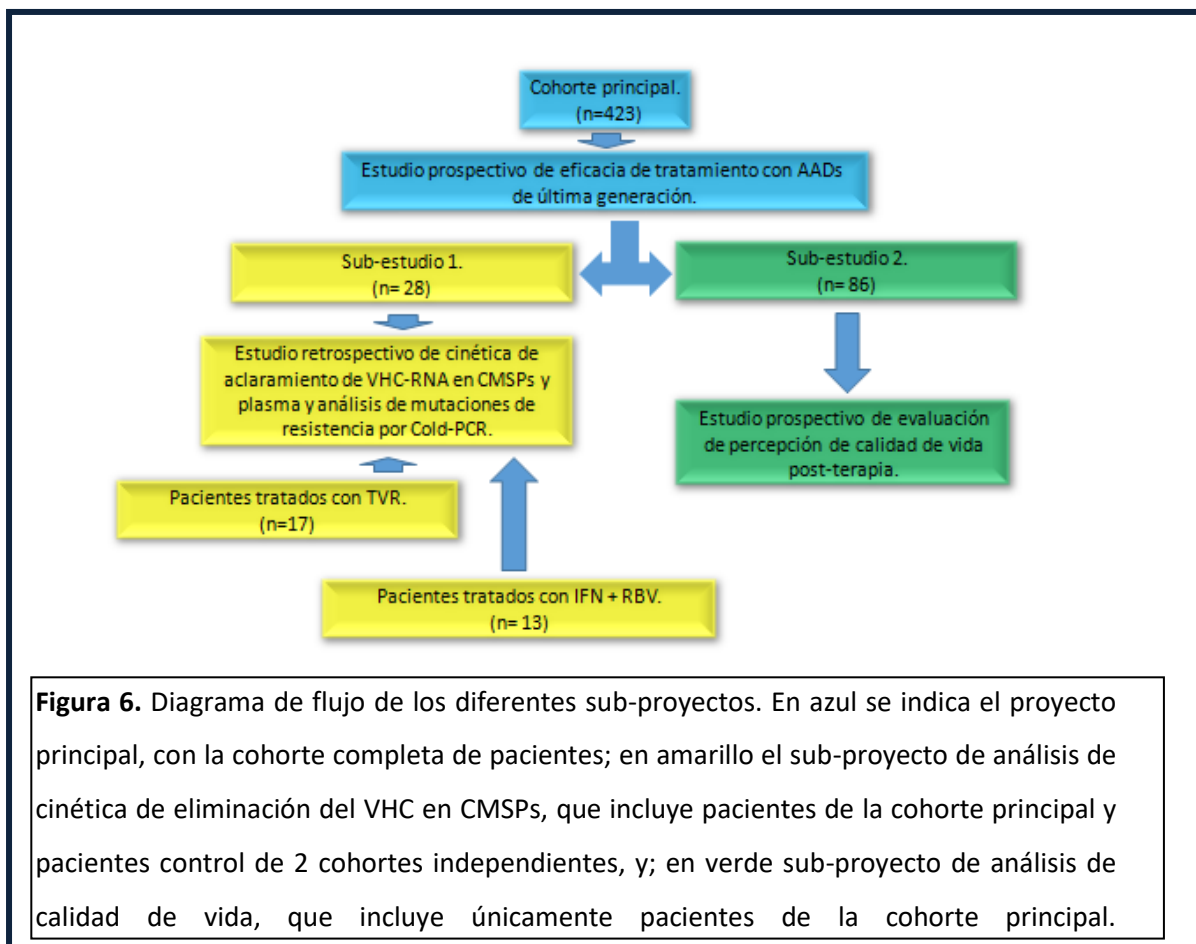 Cohorte principal.
(n=423)
Estudio prospectivo de eficacia de tratamiento con AADs
de última generación.
Sub-estudio 1.
(n= 28)
Sub-estudio 2.
(n= 86)
Estudio retrospectivo de cinética de
aclaramiento de VHC-RNA en CMSPs y
plasma y análisis de mutaciones de
resistencia por Cold-PCR.
Estudio prospectivo de evaluación
de percepción de calidad de vida
post-terapia.
Pacientes tratados con TVR.
(n=17)
Pacientes tratados con IFN + RBV.
(n= 13)
Figura 6. Diagrama de flujo de los diferentes sub-proyectos. En azul se indica el proyecto
principal, con la cohorte completa de pacientes; en amarillo el sub-proyecto de análisis de
cinética de eliminación del VHC en CMSPs, que incluye pacientes de la cohorte principal y
pacientes control de 2 cohortes independientes, y; en verde sub-proyecto de análisis de
calidad de vida, que incluye únicamente pacientes de la cohorte principal.